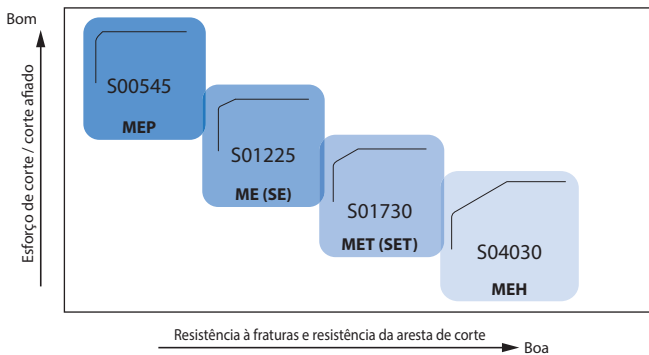 Bom
Esforço de corte / corte afiado
S00545
MEP
S01225
ME (SE)
S01730
MET (SET)
S04030
MEH
Resistência à fraturas e resistência da aresta de corte
Boa